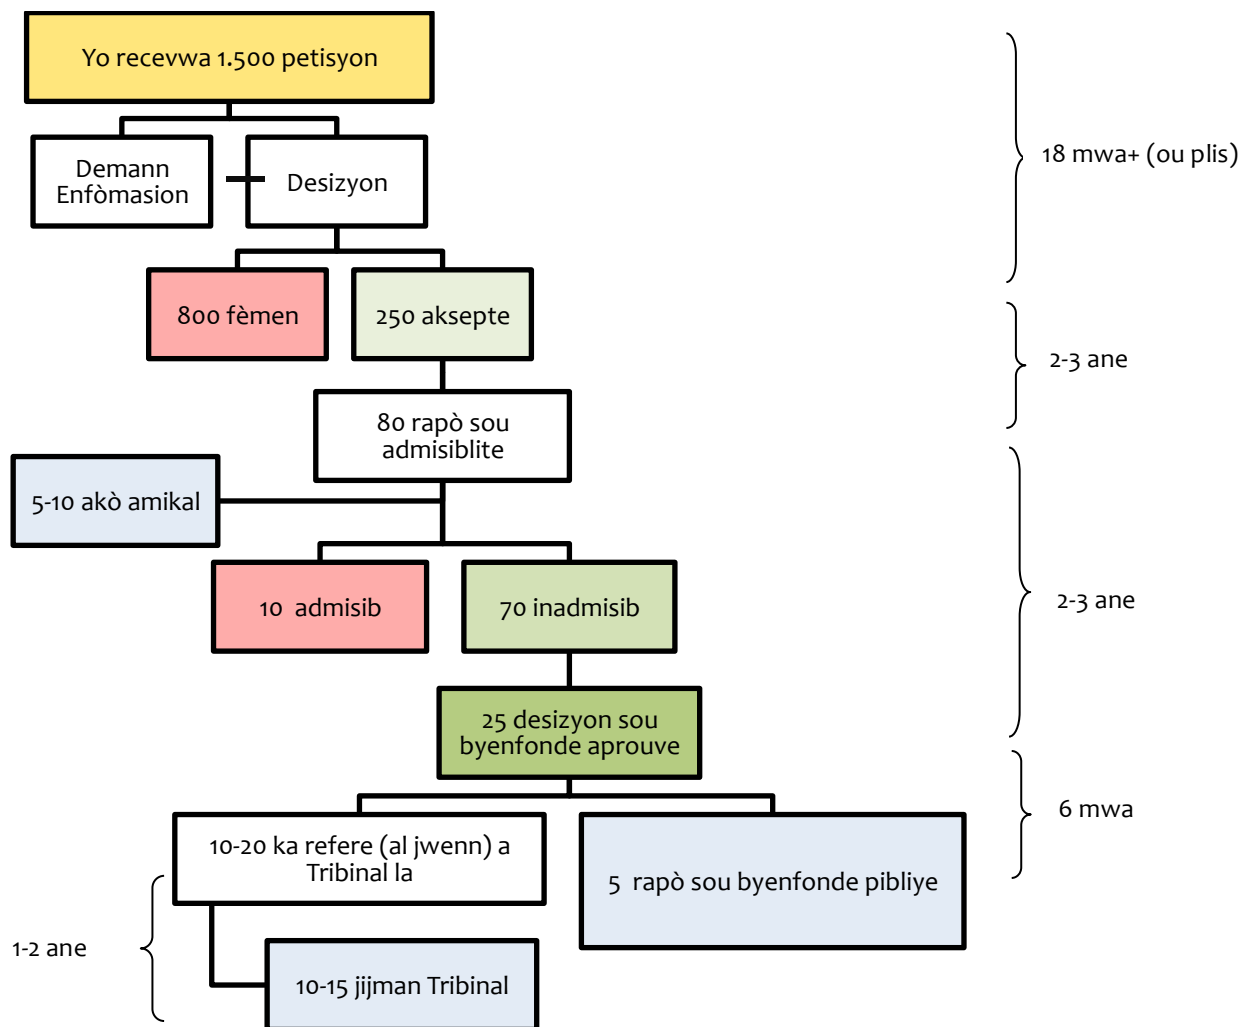 Yo recevwa 1.500 petisyon
18 mwa+ (ou plis)
Demann
Enfòmasion
Desizyon
800 fèmen
250 aksepte
2-3 ane
80 rapò sou
admisiblite
5-10 akò amikal
10 admisib
70 inadmisib
2-3 ane
25 desizyon sou
byenfonde aprouve
6 mwa
10-20 ka refere (al jwenn) a
Tribinal la
5 rapò sou byenfonde pibliye
1-2 ane
10-15 jijman Tribinal